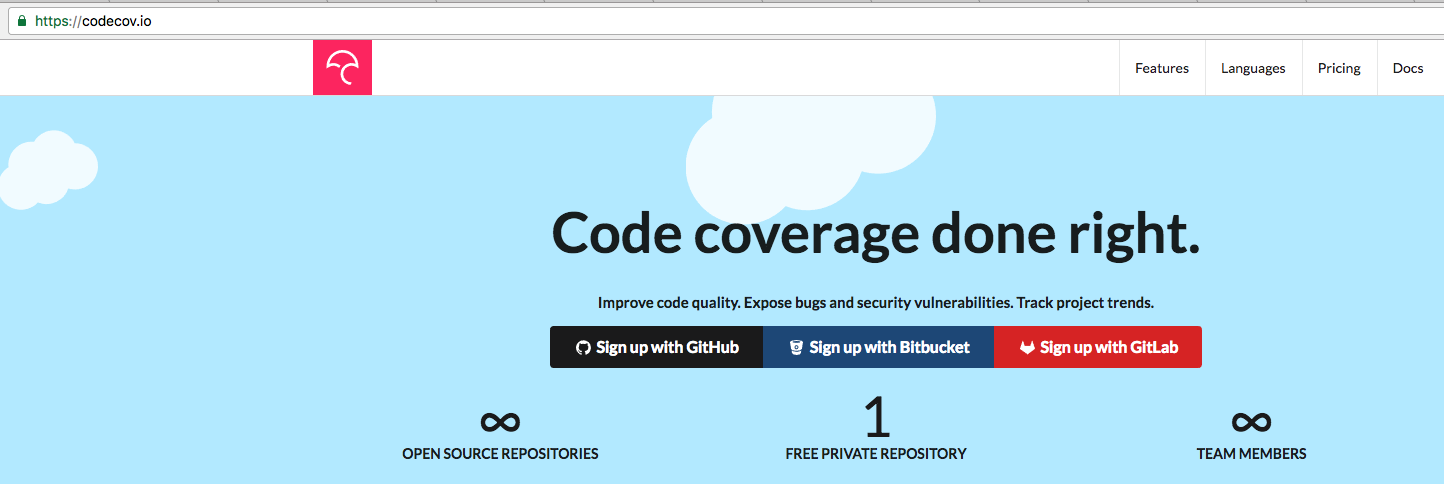 https://codecov.io
Features Languages Pricing Docs
Code coverage done right.
Improve code quality. Expose bugs and security vulnerabilities. Track project trends.
Sign up with GitHub Sign up with Bitbucket Sign up with GitLab
∞ 1 ∞
OPEN SOURCE REPOSITORIES FREE PRIVATE REPOSITORY TEAM MEMBERS